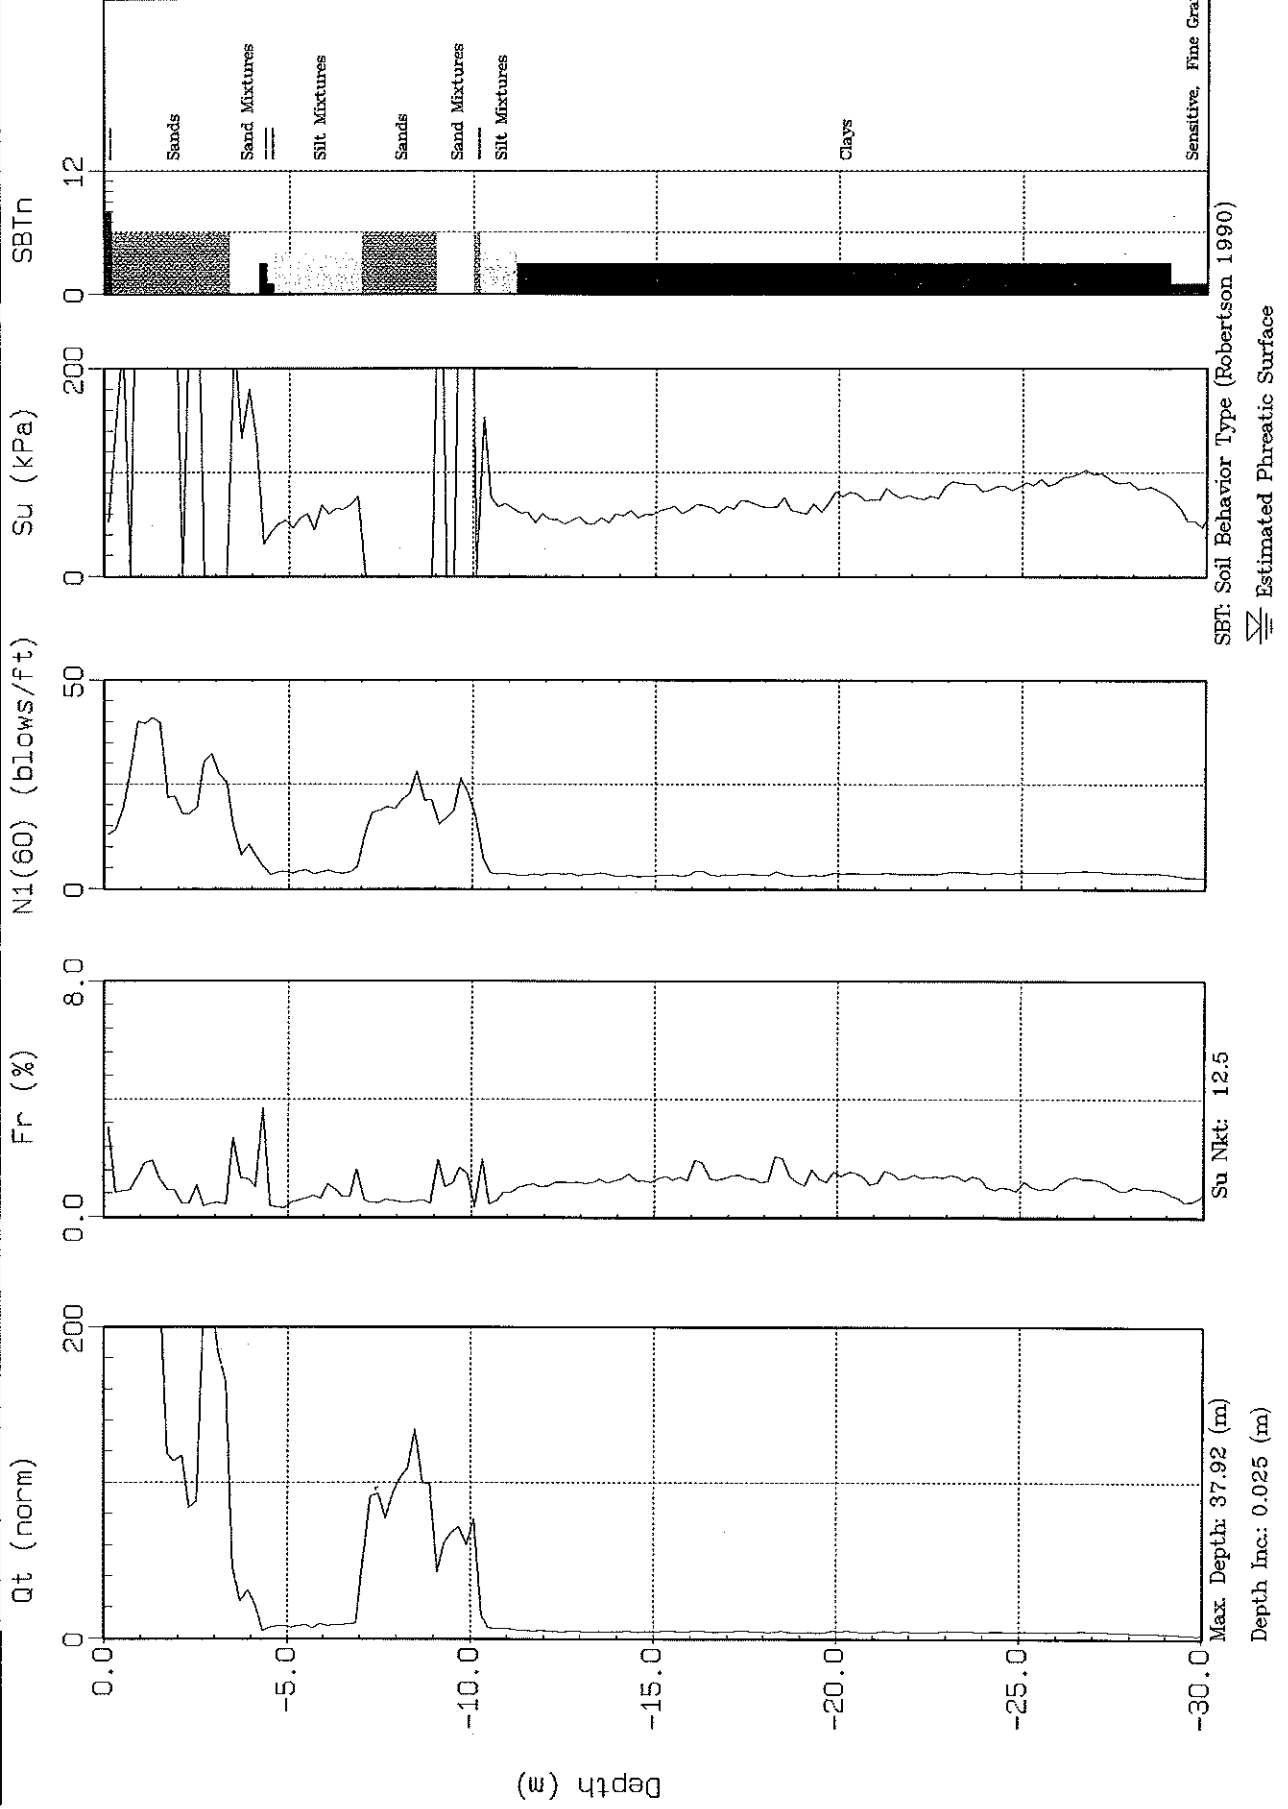 Qt (norm)
Fr (%)
N1(60) (blows/ft)
Su (kPa)
SBTn
0
200
0.0
8.0
0
50
0
200
0
12
Depth (m)
0.0
-5.0
-10.0
-15.0
-20.0
-25.0
-30.0
Sands
Sand Mixtures
Silt Mixtures
Sands
Sand Mixtures
Silt Mixtures
Clays
Sensitive, Fine Gra
Max. Depth: 37.92 (m)
Depth Inc.: 0.025 (m)
Su Nkt: 12.5
SBT: Soil Behavior Type (Robertson 1990)
Estimated Phreatic Surface